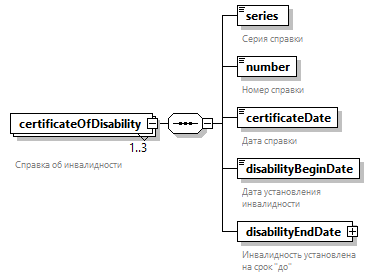 series
Серия справки
number
Номер справки
certificateDate
Дата справки
certificateOfDisability
1..3
Справка об инвалидности
disabilityBeginDate
Дата установления
инвалидности
disabilityEndDate
Инвалидность установлена
на срок "до"